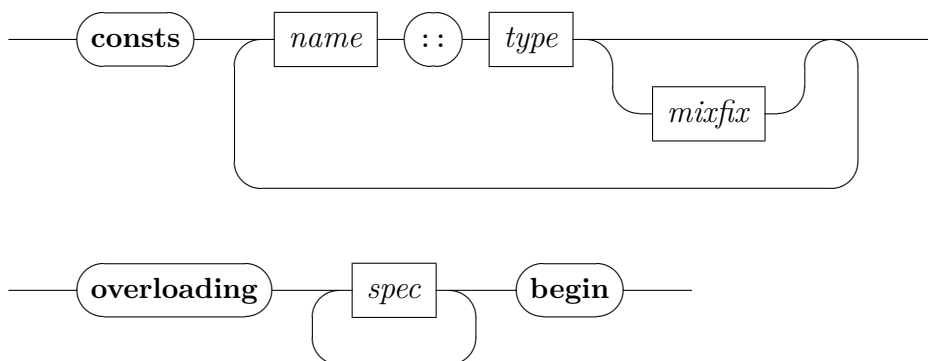 consts name :: type
mixfix
overloading spec begin